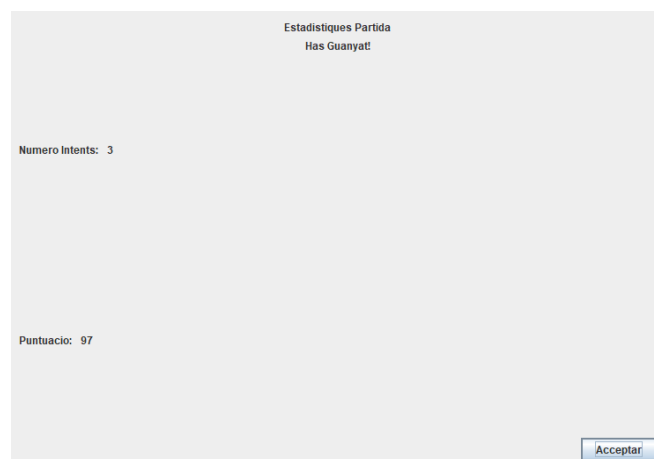 Estadistiques Partida
Has Guanyat!
Numero Intents: 3
Puntuacio: 97
Acceptar